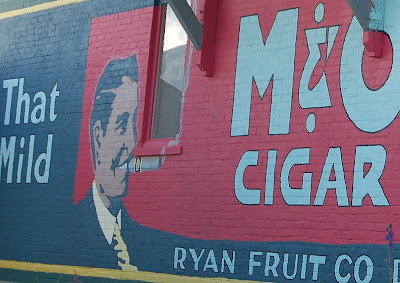 That
Mild
M & O
CIGAR
RYAN FRUIT CO